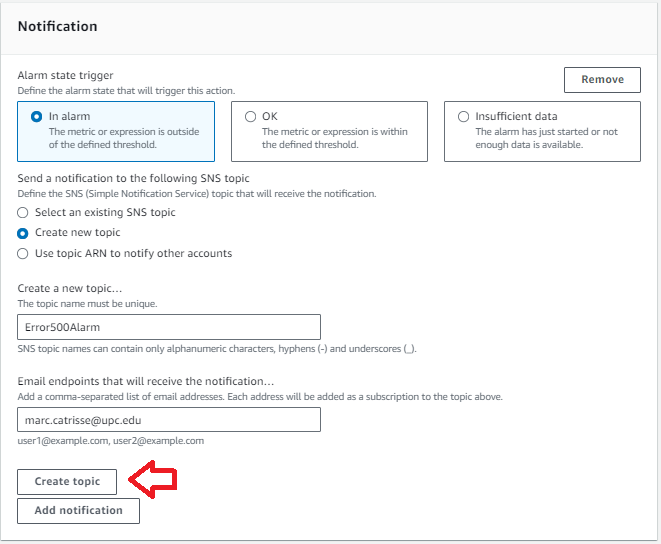 Notification
Alarm state trigger
Define the alarm state that will trigger this action.
Remove
In alarm
The metric or expression is outside
of the defined threshold.
OK
The metric or expression is within
the defined threshold.
Insufficient data
The alarm has just started or not
enough data is available.
Send a notification to the following SNS topic
Define the SNS (Simple Notification Service) topic that will receive the notification.
Select an existing SNS topic
Create new topic
Use topic ARN to notify other accounts
Create a new topic...
The topic name must be unique.
Error500Alarm
SNS topic names can contain only alphanumeric characters, hyphens (-) and underscores (_).
Email endpoints that will receive the notification...
Add a comma-separated list of email addresses. Each address will be added as a subscription to the topic above.
marc.catrisse@upc.edu
user1@example.com, user2@example.com
Create topic
Add notification